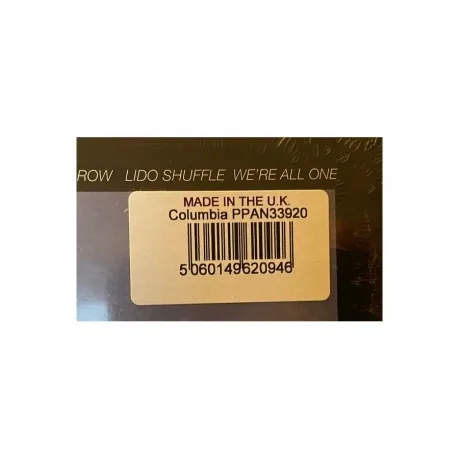 ROW LIDO SHUFFLE WE'RE ALL ONE
MADE IN THE U.K.
Columbia PPAN33920
5 060149 620946